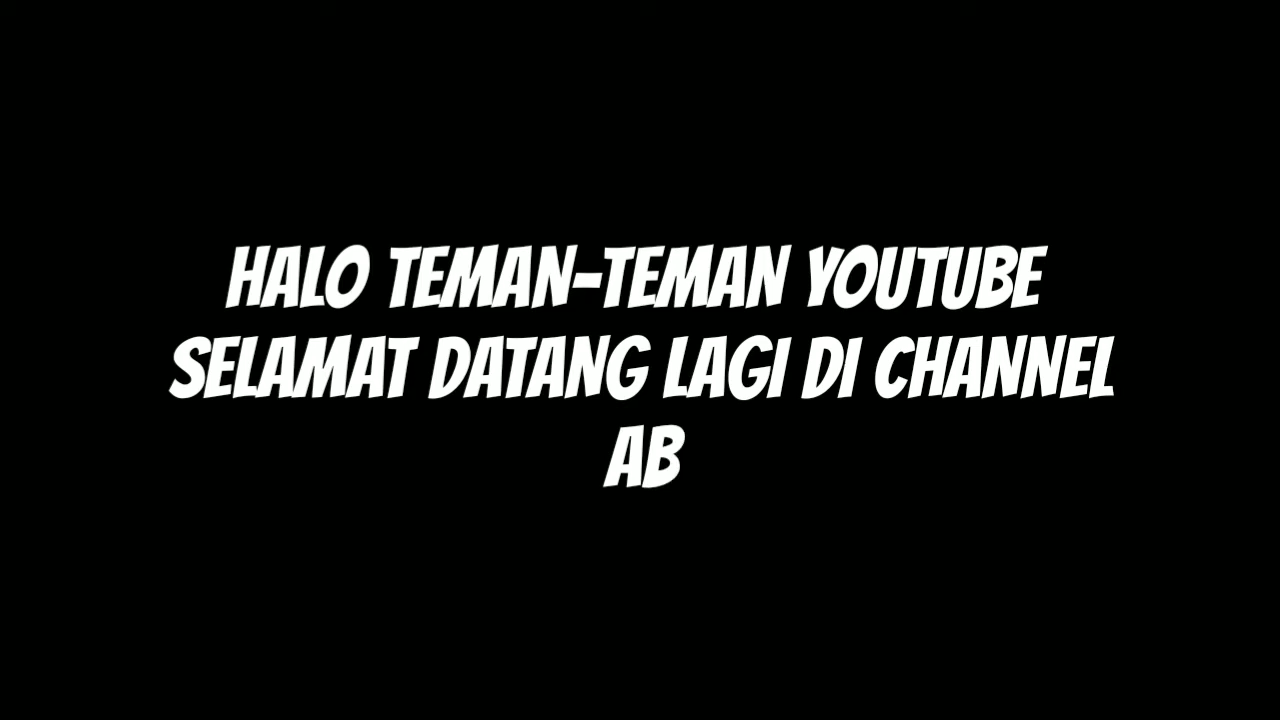 HALO TEMAN-TEMAN YOUTUBE
SELAMAT DATANG LAGI DI CHANNEL
AB